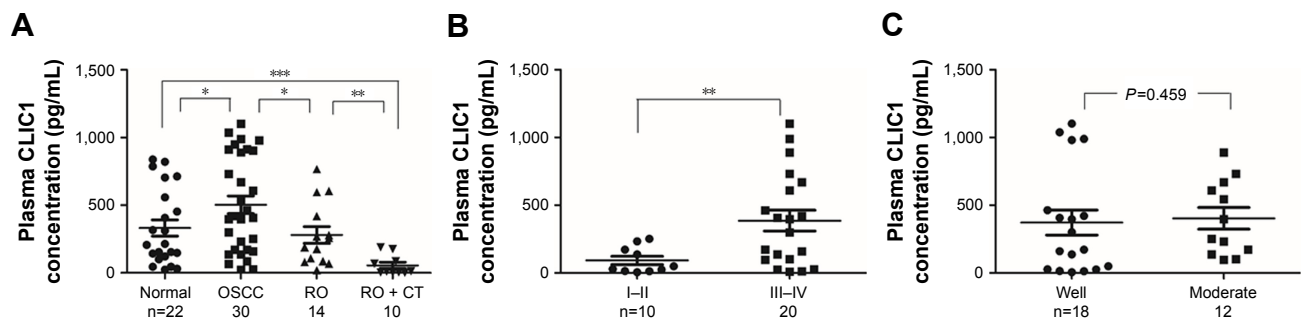 A
Plasma CLIC1
concentration (pg/mL)
1,500
1,000
500
0
***
*
*
**
Normal
OSCC
RO
RO + CT
n=22
30
14
10
B
Plasma CLIC1
concentration (pg/mL)
1,500
1,000
500
0
**
I–II
III–IV
n=10
20
C
Plasma CLIC1
concentration (pg/mL)
1,500
1,000
500
0
P=0.459
Well
Moderate
n=18
12